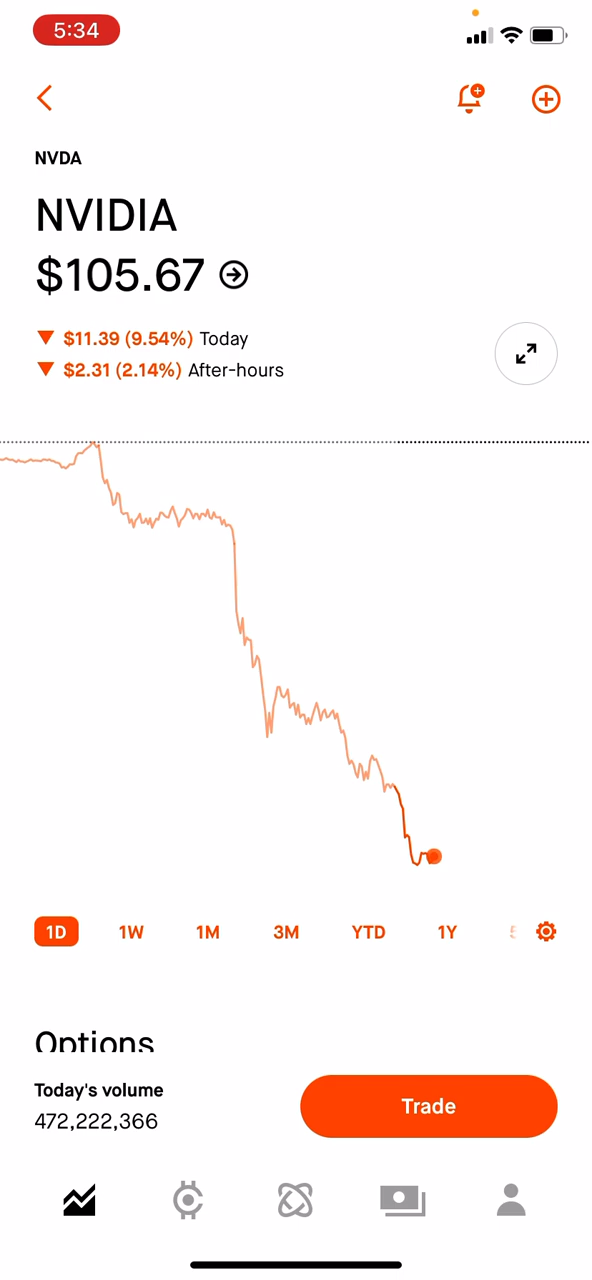 5:34
NVDA
NVIDIA
$105.67
$11.39 (9.54%) Today
$2.31 (2.14%) After-hours
1D 1W 1M 3M YTD 1Y
Options
Today's volume
472,222,366
Trade